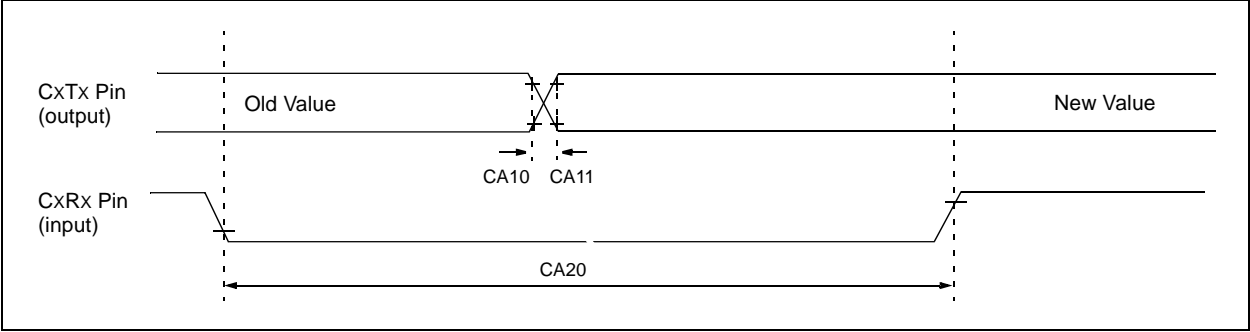 CxTx Pin
(output)
Old Value
New Value
CA10 CA11
CxRx Pin
(input)
CA20